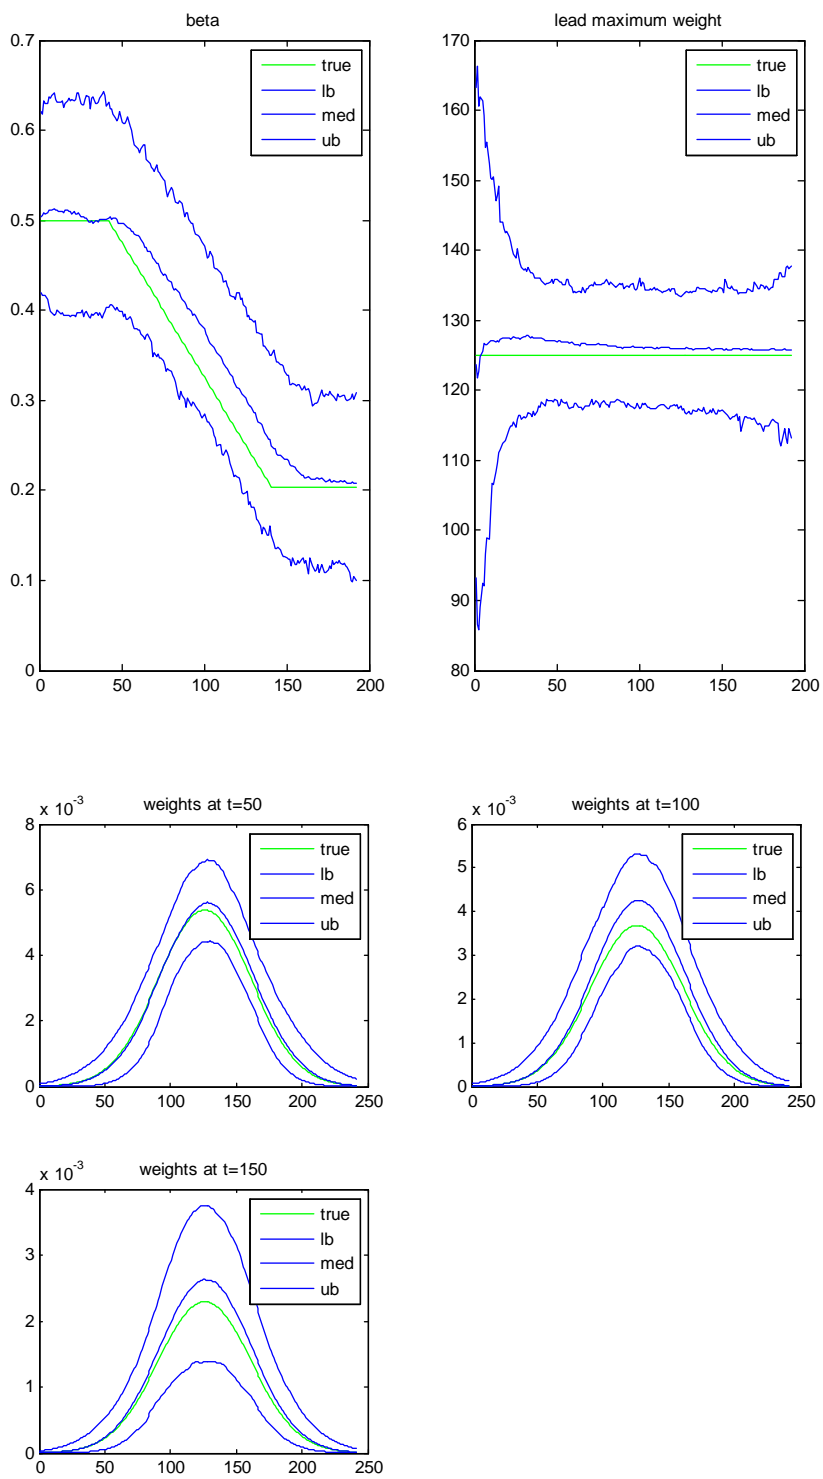 beta
0.7
0.6
0.5
0.4
0.3
0.2
0.1
0
0 50 100 150 200
true
lb
med
ub
lead maximum weight
170
160
150
140
130
120
110
100
90
80
0 50 100 150 200
true
lb
med
ub
x 10-3
weights at t=50
8
6
4
2
0
0 50 100 150 200 250
true
lb
med
ub
x 10-3
weights at t=100
6
5
4
3
2
1
0
0 50 100 150 200 250
true
lb
med
ub
x 10-3
weights at t=150
4
3
2
1
0
0 50 100 150 200 250
true
lb
med
ub